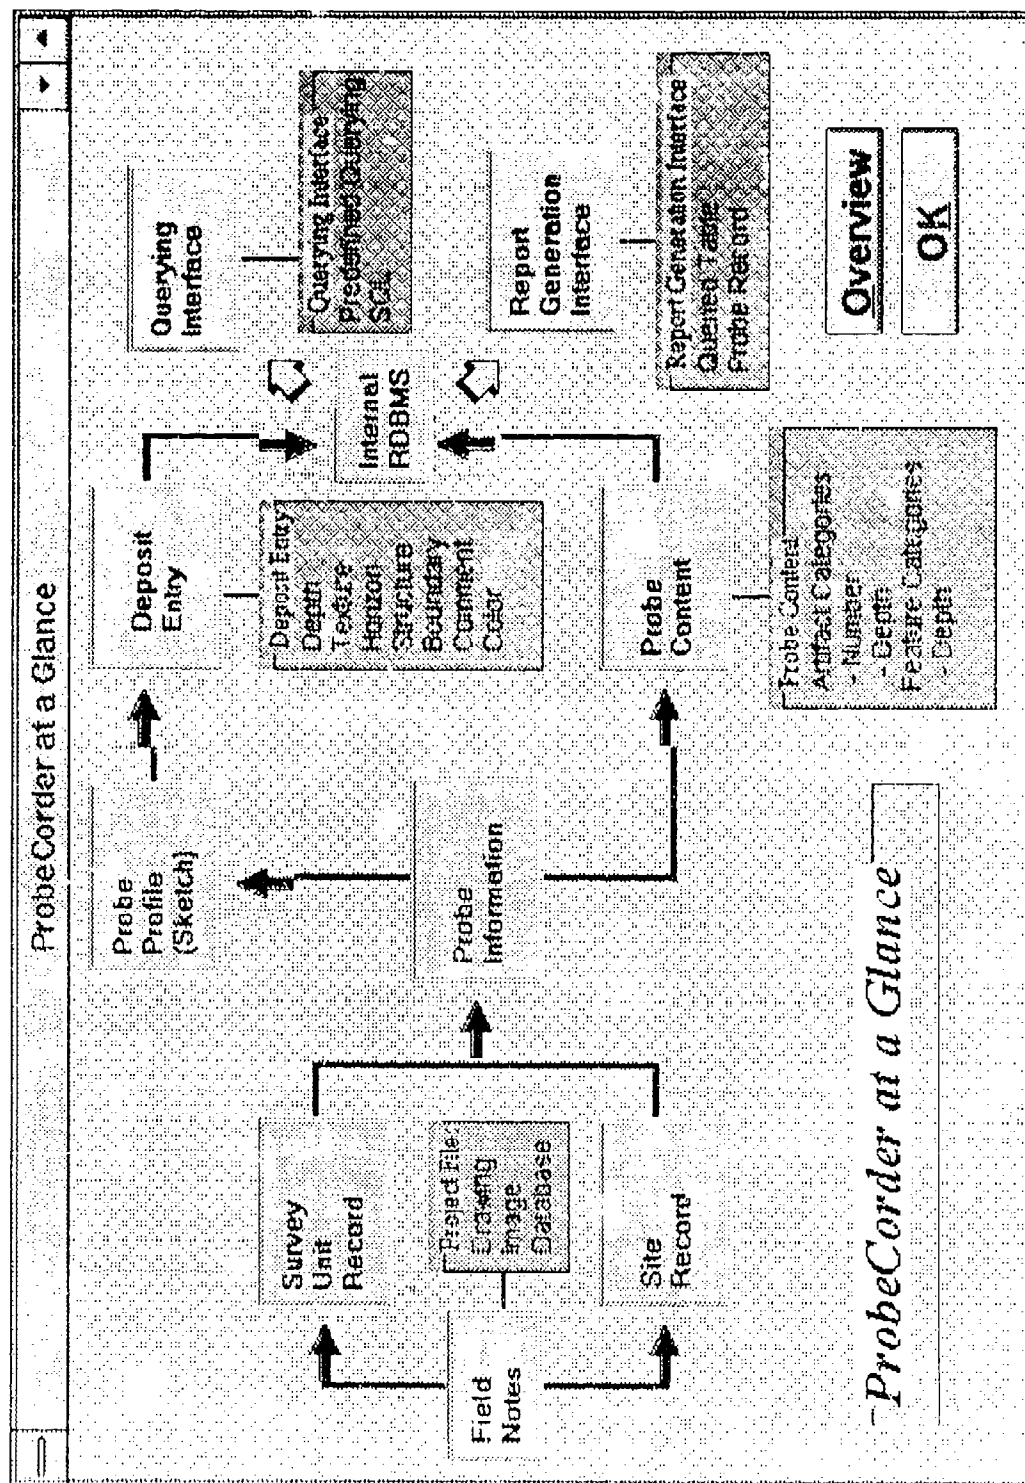 ProbeCorder at a Glance
Field
Notes
Survey
Unit
Record
Project File:
Drawing
Image
Database
Site
Record
Probe
Profile
(Sketch)
Probe
Information
Deposit
Entry
Deposit Entry
Depth
Texture
Horizon
Structure
Boundary
Comment
Color
Probe
Content
Probe Content
Artifact Categories
- Number
- Depth
Feature Categories
- Depth
Internal
RDBMS
Querying
Interface
Querying Interface
Predefined Querying
SQL
Report
Generation
Interface
Report Generation Interface
Queried Table
Probe Record
ProbeCorder at a Glance
Overview
OK